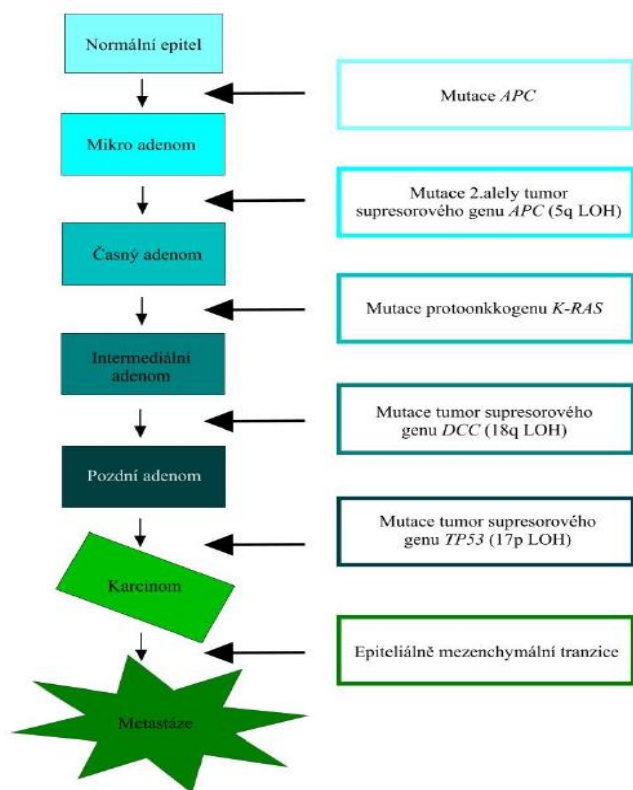 Normální epitel
Mutace APC
Mikro adenom
Mutace 2.alely tumor
supresorového genu APC (5q LOH)
Časný adenom
Mutace protoonkkogenu K-RAS
Intermediální
adenom
Mutace tumor supresorového
genu DCC (18q LOH)
Pozdní adenom
Mutace tumor supresorového
genu TP53 (17p LOH)
Karcinom
Epiteliálně mezenchymální tranzice
Metastáze